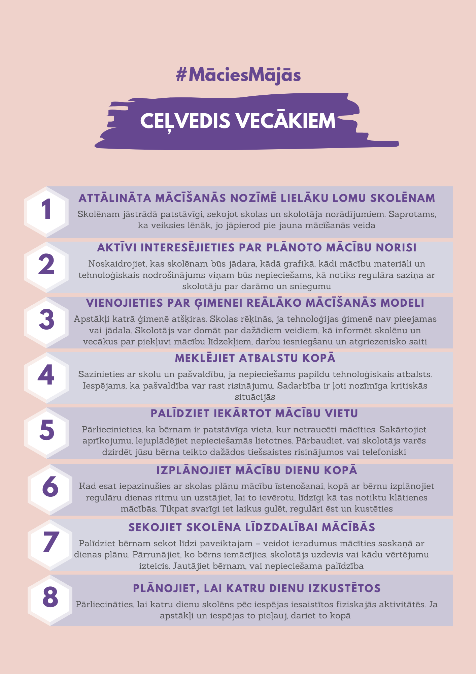 #MāciesMājās
CEĻVEDIS VECĀKIEM
1
ATTĀLINĀTA MĀCĪŠANĀS NOZĪMĒ LIELĀKU LOMU SKOLĒNAM
Skolēnam jāstrādā patstāvīgi, sekojot skolas un skolotāja norādījumiem. Saprotams,
ka veiksies lēnāk, jo jāpierod pie jauna mācīšanās veida
2
AKTĪVI INTERESĒJIETIES PAR PLĀNOTO MĀCĪBU NORISI
Noskaidrojiet, kas skolēnam būs jādara, kādā grafikā, kādi mācību materiāli un
tehnoloģiskais nodrošinājums viņam būs nepieciešams, kā notiks regulāra saziņa ar
skolotāju par darāmo un sniegumu
3
VIENOJIETIES PAR ĢIMENEI REĀLĀKO MĀCĪŠANĀS MODELI
Apstākļi katrā ģimenē atšķiras. Skolas rēķinās, ja tehnoloģijas ģimenē nav pieejamas
vai jādala. Skolotājs var domāt par dažādiem veidiem, kā informēt skolēnu un
vecākus par piekļuvi mācību līdzekļiem, darbu iesniegšanu un atgriezenisko saiti
4
MEKLĒJIET ATBALSTU KOPĀ
Sazinieties ar skolu un pašvaldību, ja nepieciešams papildu tehnoloģiskais atbalsts.
Iespējams, ka pašvaldība var rast risinājumu. Sadarbība ir ļoti nozīmīga kritiskās
situācijās
5
PALĪDZIET IEKĀRTOT MĀCĪBU VIETU
Pārliecinieties, ka bērnam ir patstāvīga vieta, kur netraucēti mācīties. Sakārtojiet
aprīkojumu, lejuplādējiet nepieciešamās lietotnes. Pārbaudiet, vai skolotājs varēs
dzirdēt jūsu bērna teikto dažādos tiešsaistes risinājumos vai telefoniski
6
IZPLĀNOJIET MĀCĪBU DIENU KOPĀ
Kad esat iepazinušies ar skolas plānu mācību īstenošanai, kopā ar bērnu izplānojiet
regulāru dienas ritmu un uzstājiet, lai to ievērotu, līdzīgi kā tas notiktu klātienes
mācībās. Tikpat svarīgi iet laikus gulēt, regulāri ēst un kustēties
7
SEKOJIET SKOLĒNA LĪDZDALĪBAI MĀCĪBĀS
Palīdziet bērnam sekot līdzi paveiktajam – veidot ieradumus mācīties saskaņā ar
dienas plānu. Pārrunājiet, ko bērns iemācījies, skolotājs uzdevis vai kādu vērtējumu
izteicis. Jautājiet bērnam, vai nepieciešama palīdzība
8
PLĀNOJIET, LAI KATRU DIENU IZKUSTĒTOS
Pārliecināties, lai katru dienu skolēns pēc iespējas iesaistītos fiziskajās aktivitātēs. Ja
apstākļi un iespējas to pieļauj, dariet to kopā